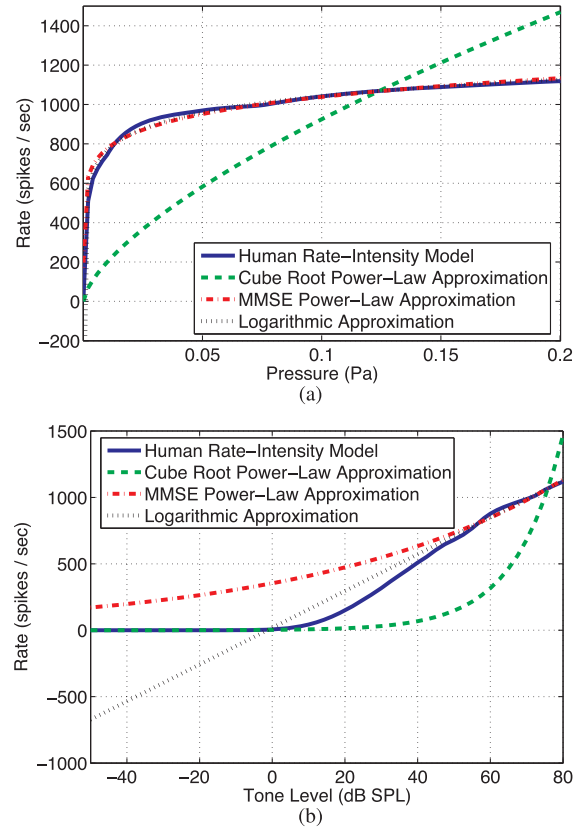 1400
1200
1000
800
600
400
200
0
−200
Rate (spikes / sec)
Human Rate−Intensity Model
Cube Root Power−Law Approximation
MMSE Power−Law Approximation
Logarithmic Approximation
0.05 0.1 0.15 0.2
Pressure (Pa)
(a)
1500
1000
500
0
−500
−1000
Rate (spikes / sec)
Human Rate−Intensity Model
Cube Root Power−Law Approximation
MMSE Power−Law Approximation
Logarithmic Approximation
−40 −20 0 20 40 60 80
Tone Level (dB SPL)
(b)